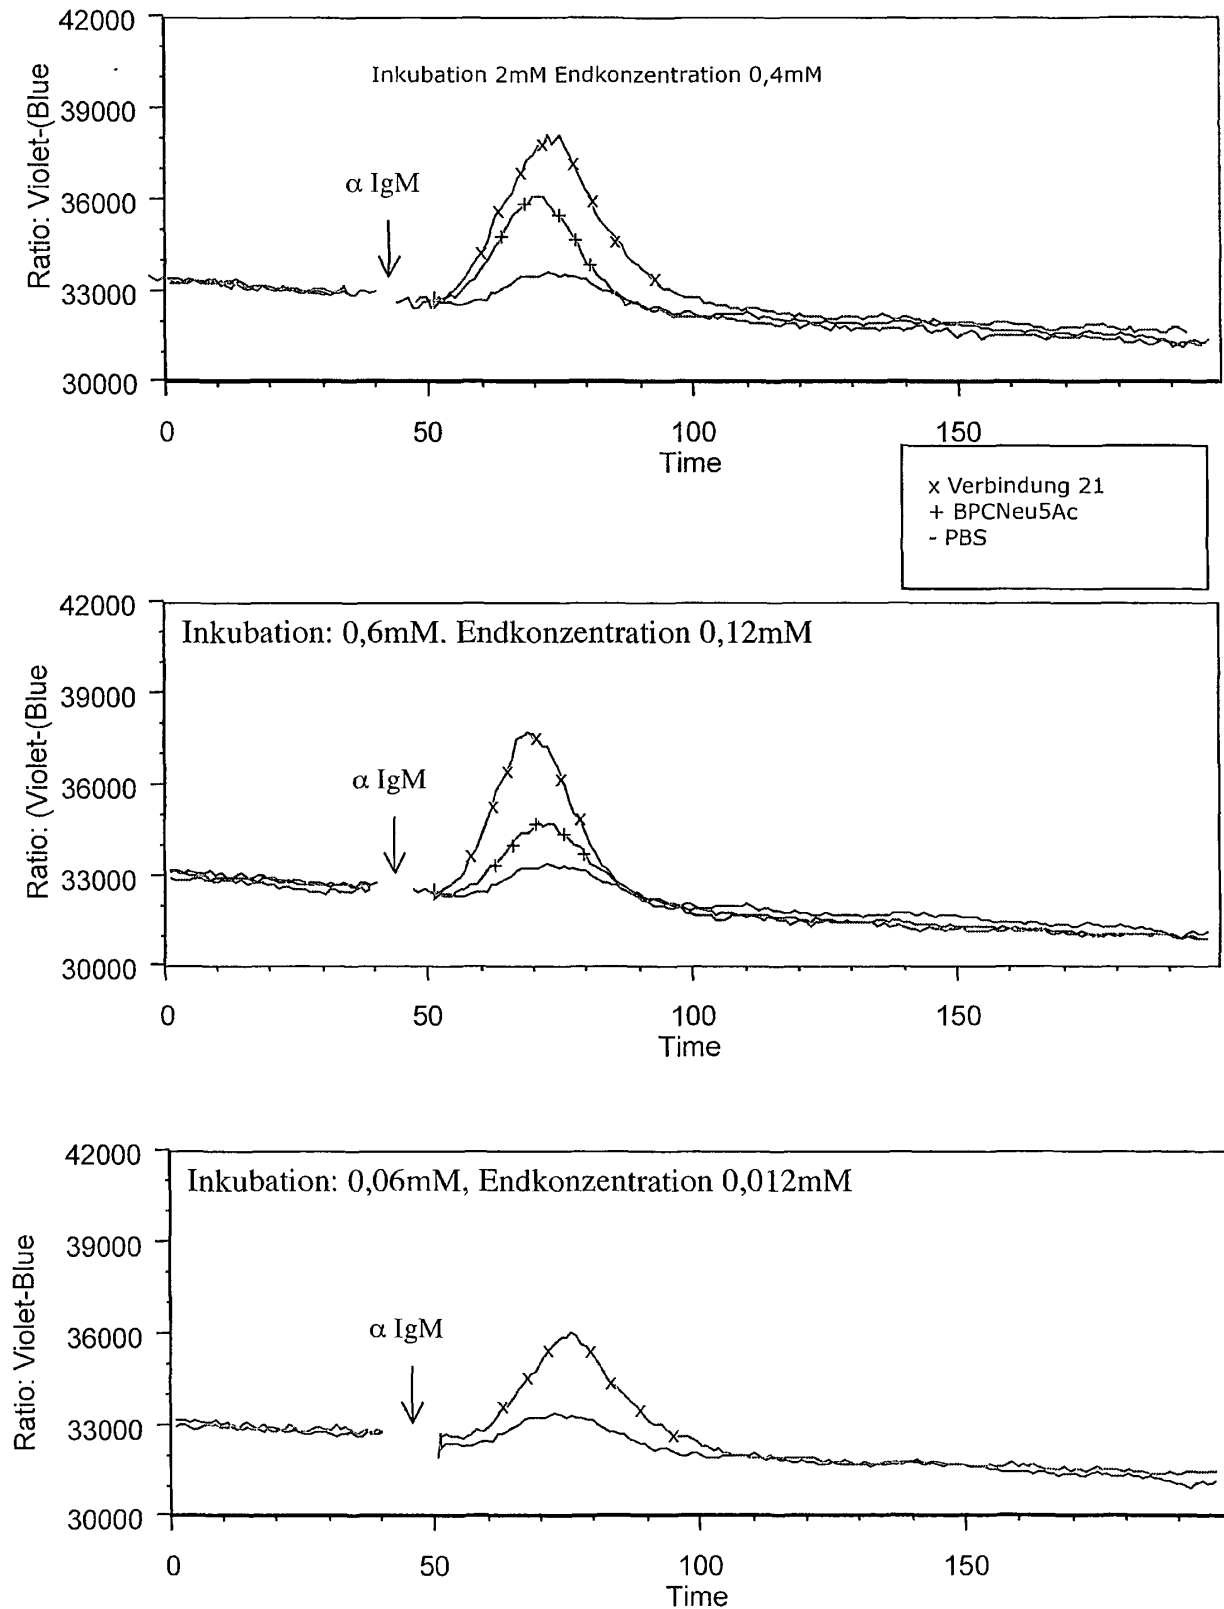 42000
Inkubation 2mM Endkonzentration 0,4mM
39000
α IgM
36000
33000
30000
Ratio: Violet-(Blue
0 50 100 150
Time
x Verbindung 21
+ BPCNeu5Ac
- PBS
42000
Inkubation: 0,6mM. Endkonzentration 0,12mM
39000
α IgM
36000
33000
30000
Ratio: (Violet-(Blue
0 50 100 150
Time
42000
Inkubation: 0,06mM, Endkonzentration 0,012mM
39000
α IgM
36000
33000
30000
Ratio: Violet-Blue
0 50 100 150
Time